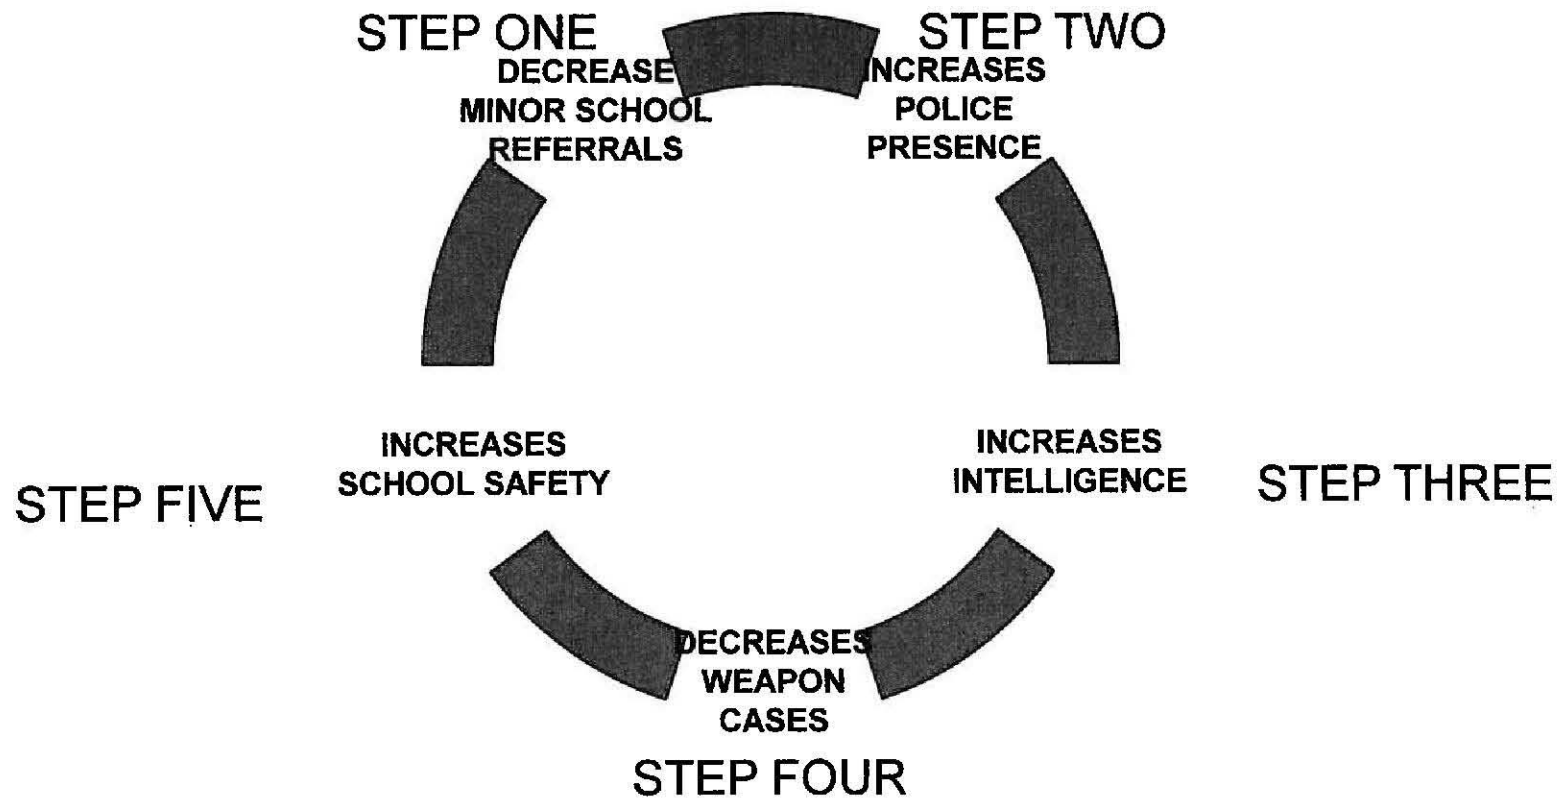 STEP ONE
DECREASE
MINOR SCHOOL
REFERRALS
STEP TWO
INCREASES
POLICE
PRESENCE
INCREASES
INTELLIGENCE
STEP THREE
DECREASES
WEAPON
CASES
STEP FOUR
INCREASES
SCHOOL SAFETY
STEP FIVE